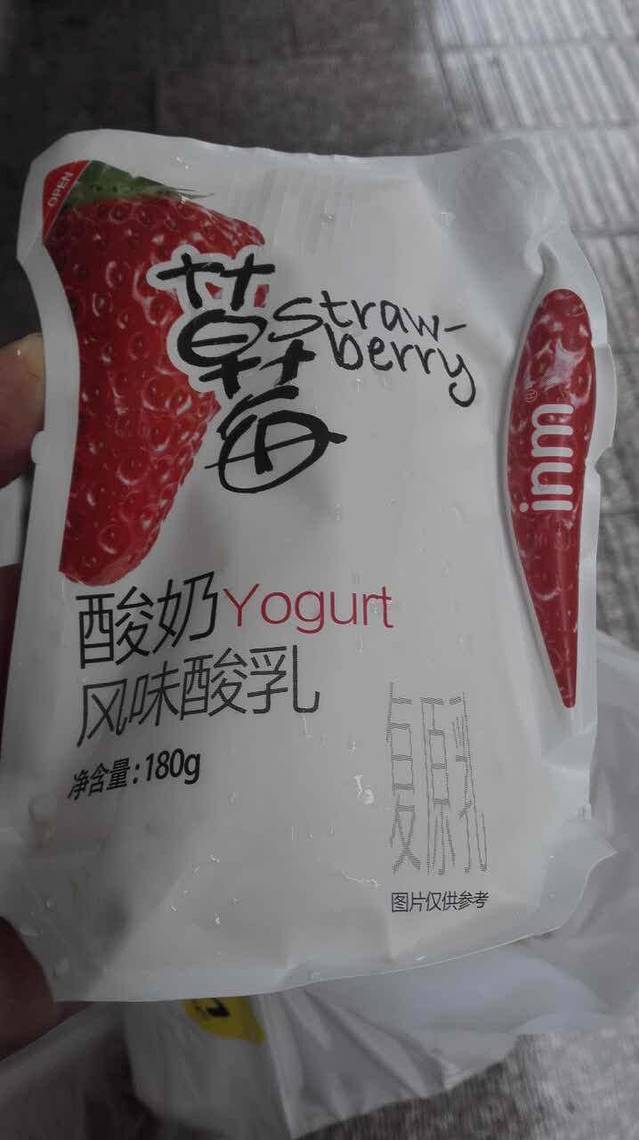 OPEN
草莓
straw-
berry
inui
酸奶Yogurt
风味酸乳
净含量:180g
复原乳
图片仅供参考